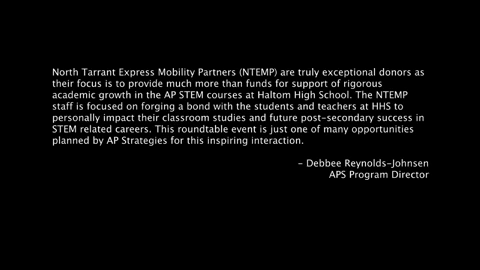 North Tarrant Express Mobility Partners (NTEMP) are truly exceptional donors as
their focus is to provide much more than funds for support of rigorous
academic growth in the AP STEM courses at Haltom High School. The NTEMP
staff is focused on forging a bond with the students and teachers at HHS to
personally impact their classroom studies and future post-secondary success in
STEM related careers. This roundtable event is just one of many opportunities
planned by AP Strategies for this inspiring interaction.
- Debbee Reynolds-Johnsen
APS Program Director